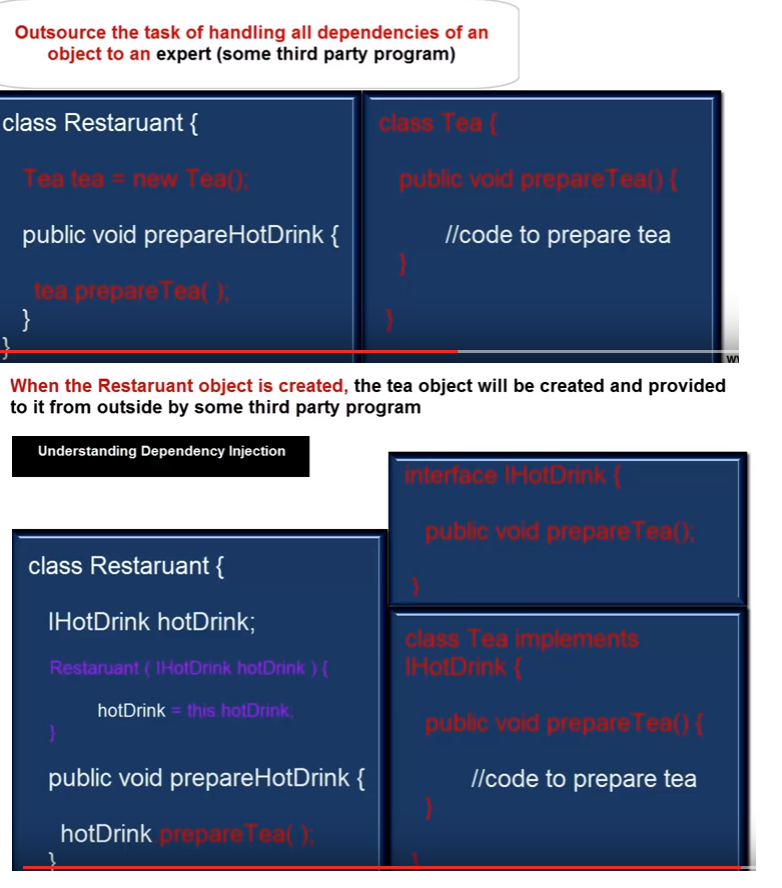 Outsource the task of handling all dependencies of an
object to an expert (some third party program)
class Restaruant {
Tea tea = new Tea();
public void prepareHotDrink {
tea.prepareTea( );
}
}
class Tea {
public void prepareTea() {
//code to prepare tea
}
}
When the Restaruant object is created, the tea object will be created and provided
to it from outside by some third party program
Understanding Dependency Injection
class Restaruant {
IHotDrink hotDrink;
Restaruant ( IHotDrink hotDrink ) {
hotDrink = this.hotDrink;
}
public void prepareHotDrink {
hotDrink.prepareTea( );
}
interface IHotDrink {
public void prepareTea();
}
class Tea implements
IHotDrink {
public void prepareTea() {
//code to prepare tea
}
}